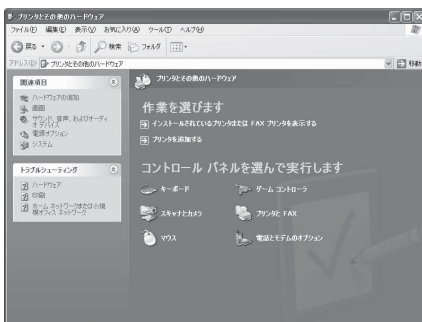 プリンタとその他のハードウェア
ファイル(F) 編集(E) 表示(V) お気に入り(A) ツール(T) ヘルプ(H)
戻る 検索 フォルダ
アドレス(D) プリンタとその他のハードウェア 移動
関連項目
ハードウェアの追加
画面
サウンド、音声、およびオーディオ デバイス
電源オプション
システム
トラブルシューティング
ハードウェア
印刷
ホーム ネットワークまたは小規模オフィス ネットワーク
プリンタとその他のハードウェア
作業を選びます
インストールされているプリンタまたは FAX プリンタを表示する
プリンタを追加する
コントロール パネルを選んで実行します
キーボード
ゲーム コントローラ
スキャナとカメラ
プリンタと FAX
マウス
電話とモデムのオプション